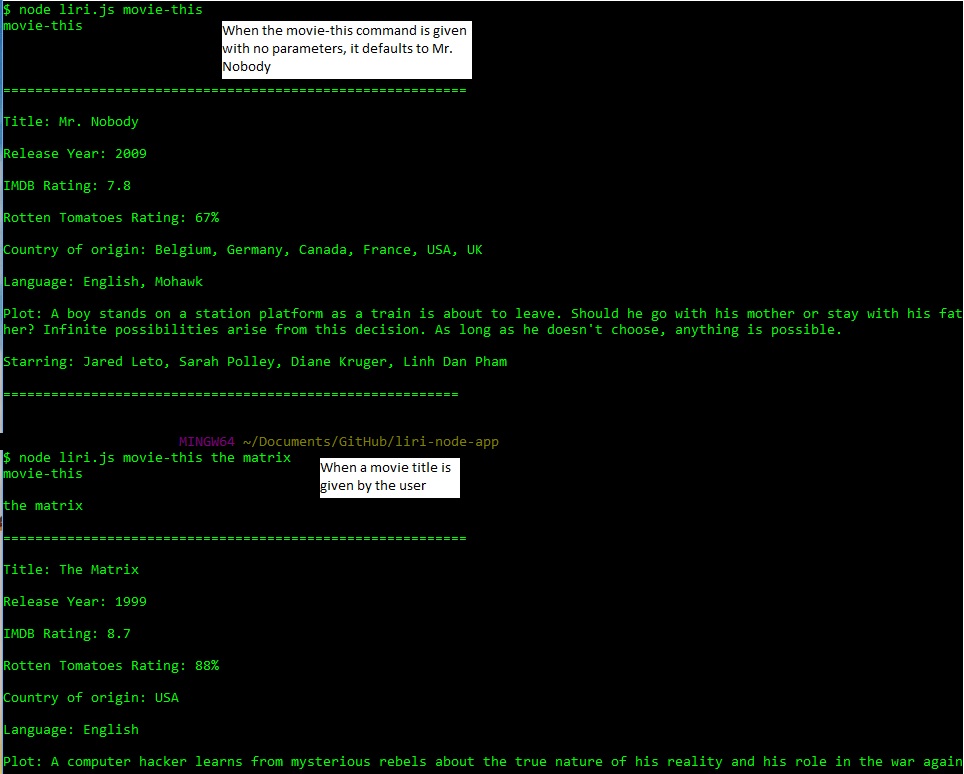 $ node liri.js movie-this
movie-this
When the movie-this command is given
with no parameters, it defaults to Mr.
Nobody
==========================================================
Title: Mr. Nobody
Release Year: 2009
IMDB Rating: 7.8
Rotten Tomatoes Rating: 67%
Country of origin: Belgium, Germany, Canada, France, USA, UK
Language: English, Mohawk
Plot: A boy stands on a station platform as a train is about to leave. Should he go with his mother or stay with his fat
her? Infinite possibilities arise from this decision. As long as he doesn't choose, anything is possible.
Starring: Jared Leto, Sarah Polley, Diane Kruger, Linh Dan Pham
=========================================================
MINGW64 ~/Documents/GitHub/liri-node-app
$ node liri.js movie-this the matrix
movie-this
When a movie title is
given by the user
the matrix
==========================================================
Title: The Matrix
Release Year: 1999
IMDB Rating: 8.7
Rotten Tomatoes Rating: 88%
Country of origin: USA
Language: English
Plot: A computer hacker learns from mysterious rebels about the true nature of his reality and his role in the war again